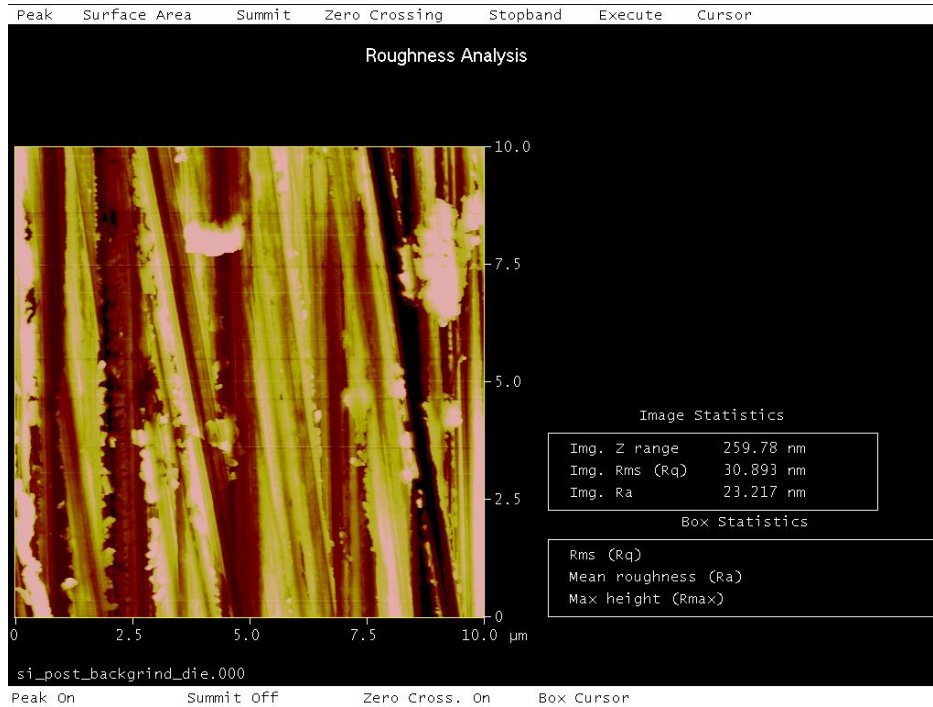 Peak Surface Area Summit Zero Crossing Stopband Execute Cursor
Roughness Analysis
10.0
7.5
5.0
2.5
0
0 2.5 5.0 7.5 10.0 µm
Image Statistics
Img. Z range 259.78 nm
Img. Rms (Rq) 30.893 nm
Img. Ra 23.217 nm
Box Statistics
Rms (Rq)
Mean roughness (Ra)
Max height (Rmax)
si_post_backgrind_die.000
Peak On Summit Off Zero Cross. On Box Cursor